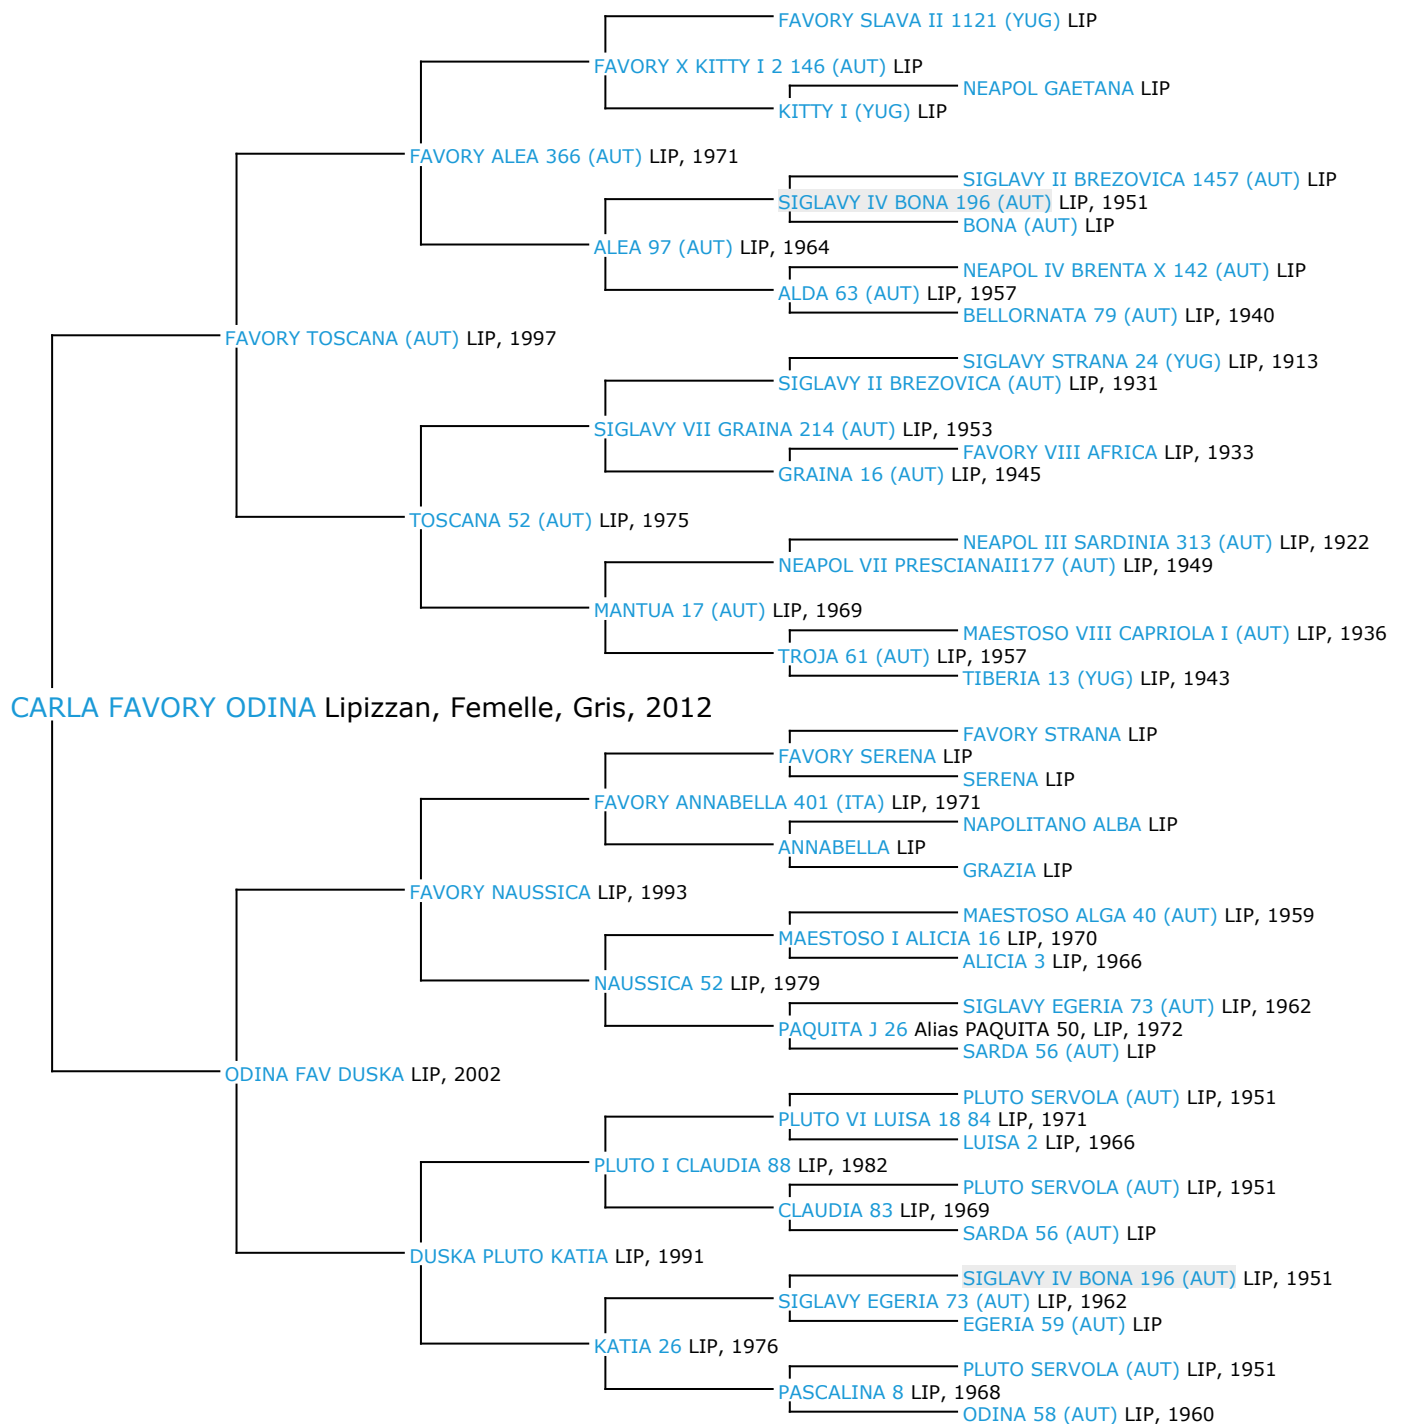 FAVORY SLAVA II 1121 (YUG) LIP
FAVORY X KITTY I 2 146 (AUT) LIP
NEAPOL GAETANA LIP
KITTY I (YUG) LIP
FAVORY ALEA 366 (AUT) LIP, 1971
SIGLAVY II BREZOVICA 1457 (AUT) LIP
SIGLAVY IV BONA 196 (AUT) LIP, 1951
BONA (AUT) LIP
ALEA 97 (AUT) LIP, 1964
NEAPOL IV BRENTA X 142 (AUT) LIP
ALDA 63 (AUT) LIP, 1957
BELLORNATA 79 (AUT) LIP, 1940
FAVORY TOSCANA (AUT) LIP, 1997
SIGLAVY STRANA 24 (YUG) LIP, 1913
SIGLAVY II BREZOVICA (AUT) LIP, 1931
SIGLAVY VII GRAINA 214 (AUT) LIP, 1953
FAVORY VIII AFRICA LIP, 1933
GRAINA 16 (AUT) LIP, 1945
TOSCANA 52 (AUT) LIP, 1975
NEAPOL III SARDINIA 313 (AUT) LIP, 1922
NEAPOL VII PRESCIANAII177 (AUT) LIP, 1949
MANTUA 17 (AUT) LIP, 1969
MAESTOSO VIII CAPRIOLA I (AUT) LIP, 1936
TROJA 61 (AUT) LIP, 1957
TIBERIA 13 (YUG) LIP, 1943
CARLA FAVORY ODINA Lipizzan, Femelle, Gris, 2012
FAVORY STRANA LIP
FAVORY SERENA LIP
SERENA LIP
FAVORY ANNABELLA 401 (ITA) LIP, 1971
NAPOLITANO ALBA LIP
ANNABELLA LIP
GRAZIA LIP
FAVORY NAUSSICA LIP, 1993
MAESTOSO ALGA 40 (AUT) LIP, 1959
MAESTOSO I ALICIA 16 LIP, 1970
ALICIA 3 LIP, 1966
NAUSSICA 52 LIP, 1979
SIGLAVY EGERIA 73 (AUT) LIP, 1962
PAQUITA J 26 Alias PAQUITA 50, LIP, 1972
SARDA 56 (AUT) LIP
ODINA FAV DUSKA LIP, 2002
PLUTO SERVOLA (AUT) LIP, 1951
PLUTO VI LUISA 18 84 LIP, 1971
LUISA 2 LIP, 1966
PLUTO I CLAUDIA 88 LIP, 1982
PLUTO SERVOLA (AUT) LIP, 1951
CLAUDIA 83 LIP, 1969
SARDA 56 (AUT) LIP
DUSKA PLUTO KATIA LIP, 1991
SIGLAVY IV BONA 196 (AUT) LIP, 1951
SIGLAVY EGERIA 73 (AUT) LIP, 1962
EGERIA 59 (AUT) LIP
KATIA 26 LIP, 1976
PLUTO SERVOLA (AUT) LIP, 1951
PASCALINA 8 LIP, 1968
ODINA 58 (AUT) LIP, 1960